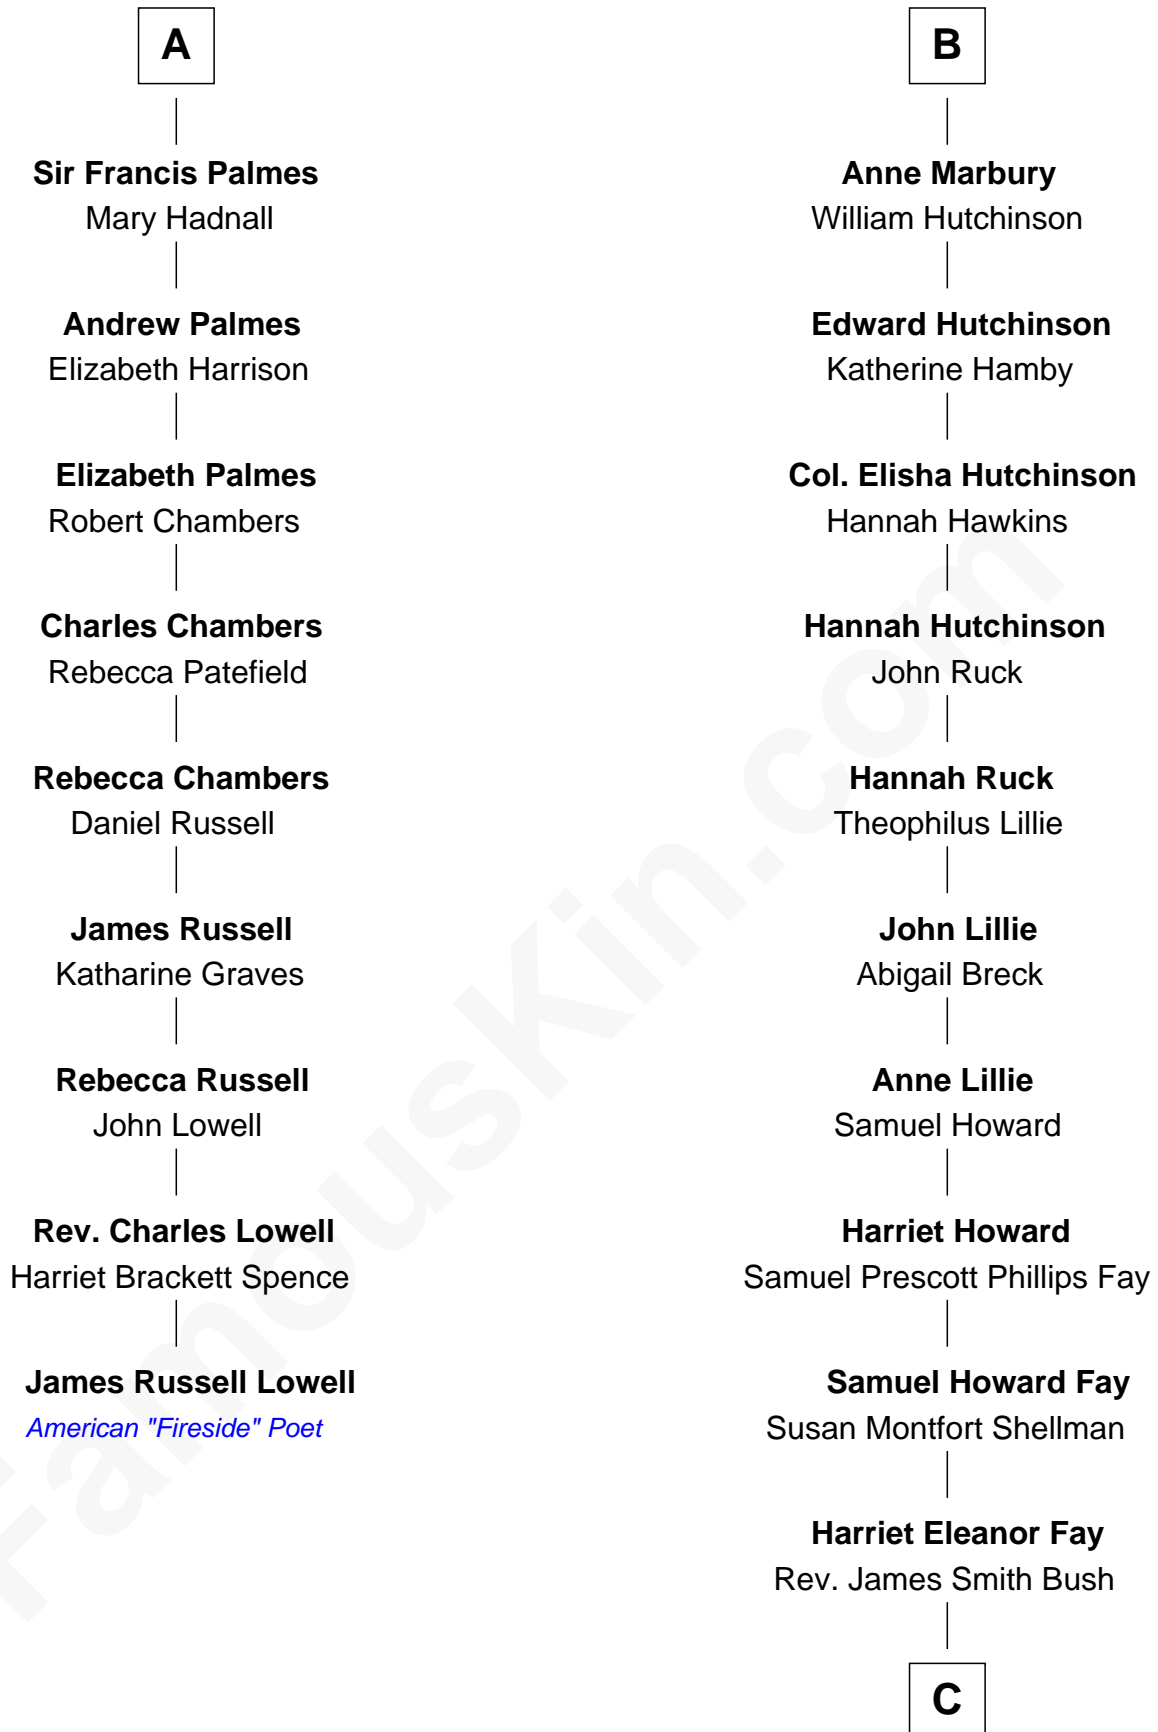 A
Sir Francis Palmes
Mary Hadnall
Andrew Palmes
Elizabeth Harrison
Elizabeth Palmes
Robert Chambers
Charles Chambers
Rebecca Patefield
Rebecca Chambers
Daniel Russell
James Russell
Katharine Graves
Rebecca Russell
John Lowell
Rev. Charles Lowell
Harriet Brackett Spence
James Russell Lowell
American "Fireside" Poet
B
Anne Marbury
William Hutchinson
Edward Hutchinson
Katherine Hamby
Col. Elisha Hutchinson
Hannah Hawkins
Hannah Hutchinson
John Ruck
Hannah Ruck
Theophilus Lillie
John Lillie
Abigail Breck
Anne Lillie
Samuel Howard
Harriet Howard
Samuel Prescott Phillips Fay
Samuel Howard Fay
Susan Montfort Shellman
Harriet Eleanor Fay
Rev. James Smith Bush
C
FamousKin.com